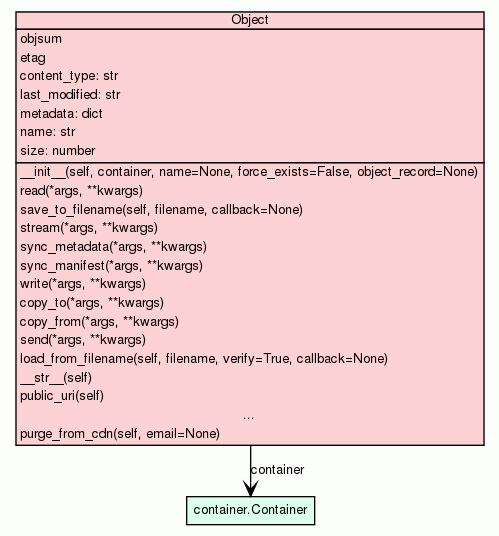 Object
objsum
etag
content_type: str
last_modified: str
metadata: dict
name: str
size: number
__init__(self, container, name=None, force_exists=False, object_record=None)
read(*args, **kwargs)
save_to_filename(self, filename, callback=None)
stream(*args, **kwargs)
sync_metadata(*args, **kwargs)
sync_manifest(*args, **kwargs)
write(*args, **kwargs)
copy_to(*args, **kwargs)
copy_from(*args, **kwargs)
send(*args, **kwargs)
load_from_filename(self, filename, verify=True, callback=None)
__str__(self)
public_uri(self)
...
purge_from_cdn(self, email=None)
container
container.Container